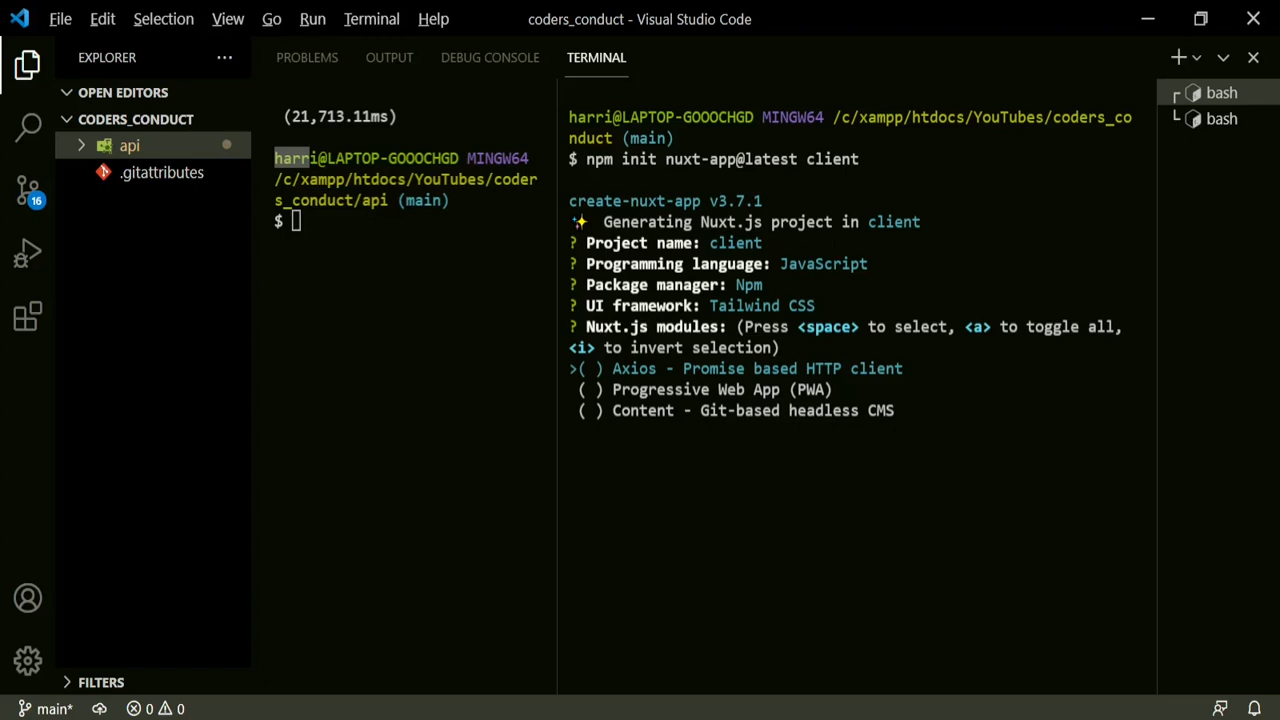 File Edit Selection View Go Run Terminal Help coders_conduct - Visual Studio Code
EXPLORER
OPEN EDITORS
CODERS_CONDUCT
api
.gitattributes
16
FILTERS
PROBLEMS OUTPUT DEBUG CONSOLE TERMINAL
(21,713.11ms)
harri@LAPTOP-GOOOCHGD MINGW64
/c/xampp/htdocs/YouTubes/coder
s_conduct/api (main)
$
harri@LAPTOP-GOOOCHGD MINGW64 /c/xampp/htdocs/YouTubes/coders_co
nduct (main)
$ npm init nuxt-app@latest client
create-nuxt-app v3.7.1
✨ Generating Nuxt.js project in client
? Project name: client
? Programming language: JavaScript
? Package manager: Npm
? UI framework: Tailwind CSS
? Nuxt.js modules: (Press <space> to select, <a> to toggle all,
<i> to invert selection)
>( ) Axios - Promise based HTTP client
( ) Progressive Web App (PWA)
( ) Content - Git-based headless CMS
bash
bash
main* 0 0